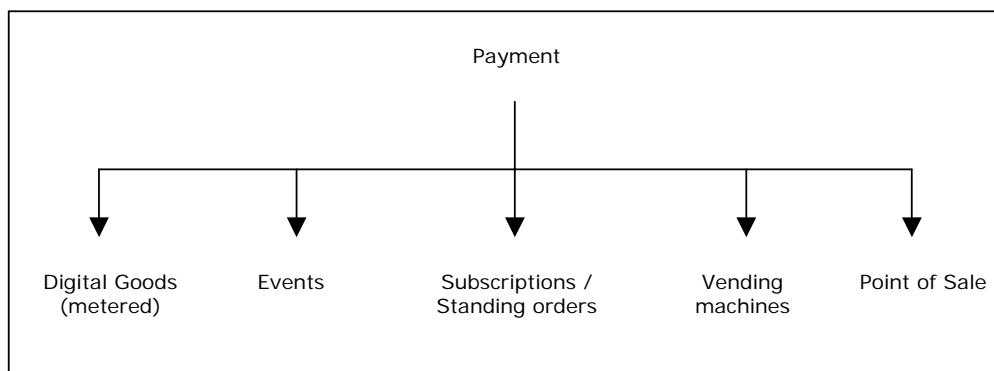 Payment
Digital Goods
(metered)
Events
Subscriptions /
Standing orders
Vending
machines
Point of Sale